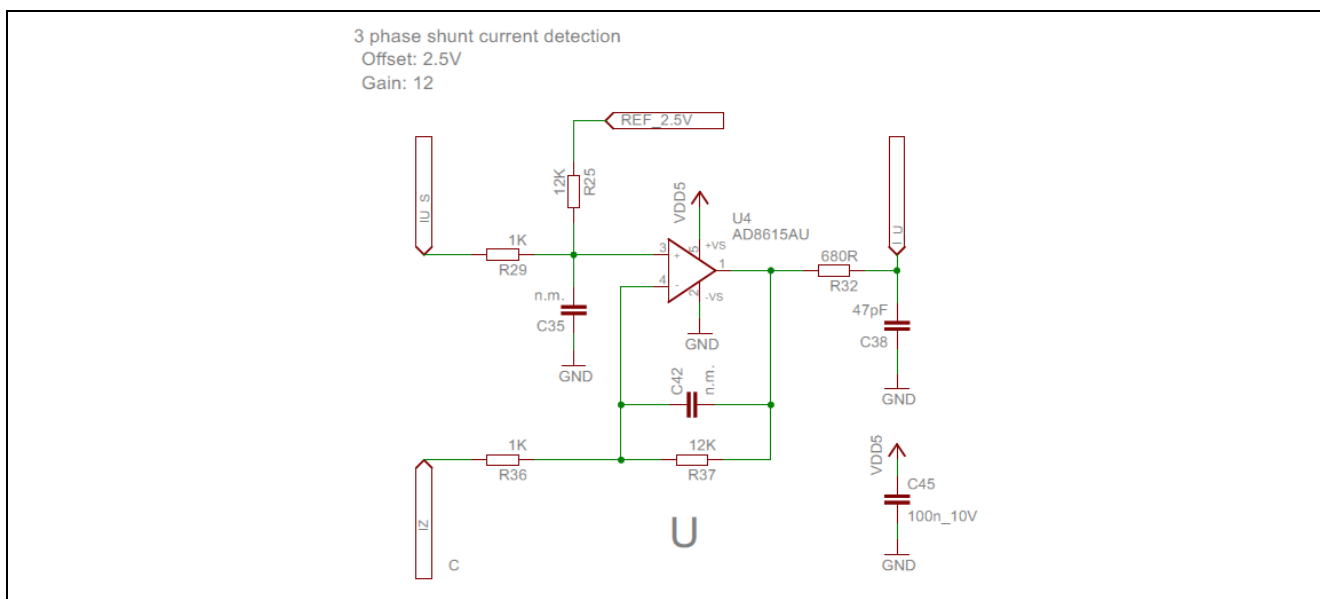 3 phase shunt current detection
Offset: 2.5V
Gain: 12
REF_2.5V
IU_S
12K
R25
VDD5
U4
AD8615AU
I_U
1K
R29
3
+
5
+VS
1
4
-
2
-VS
680R
R32
n.m.
C35
GND
GND
47pF
C38
GND
C42
n.m.
1K
R36
12K
R37
VDD5
C45
100n_10V
IZ
C
U
GND